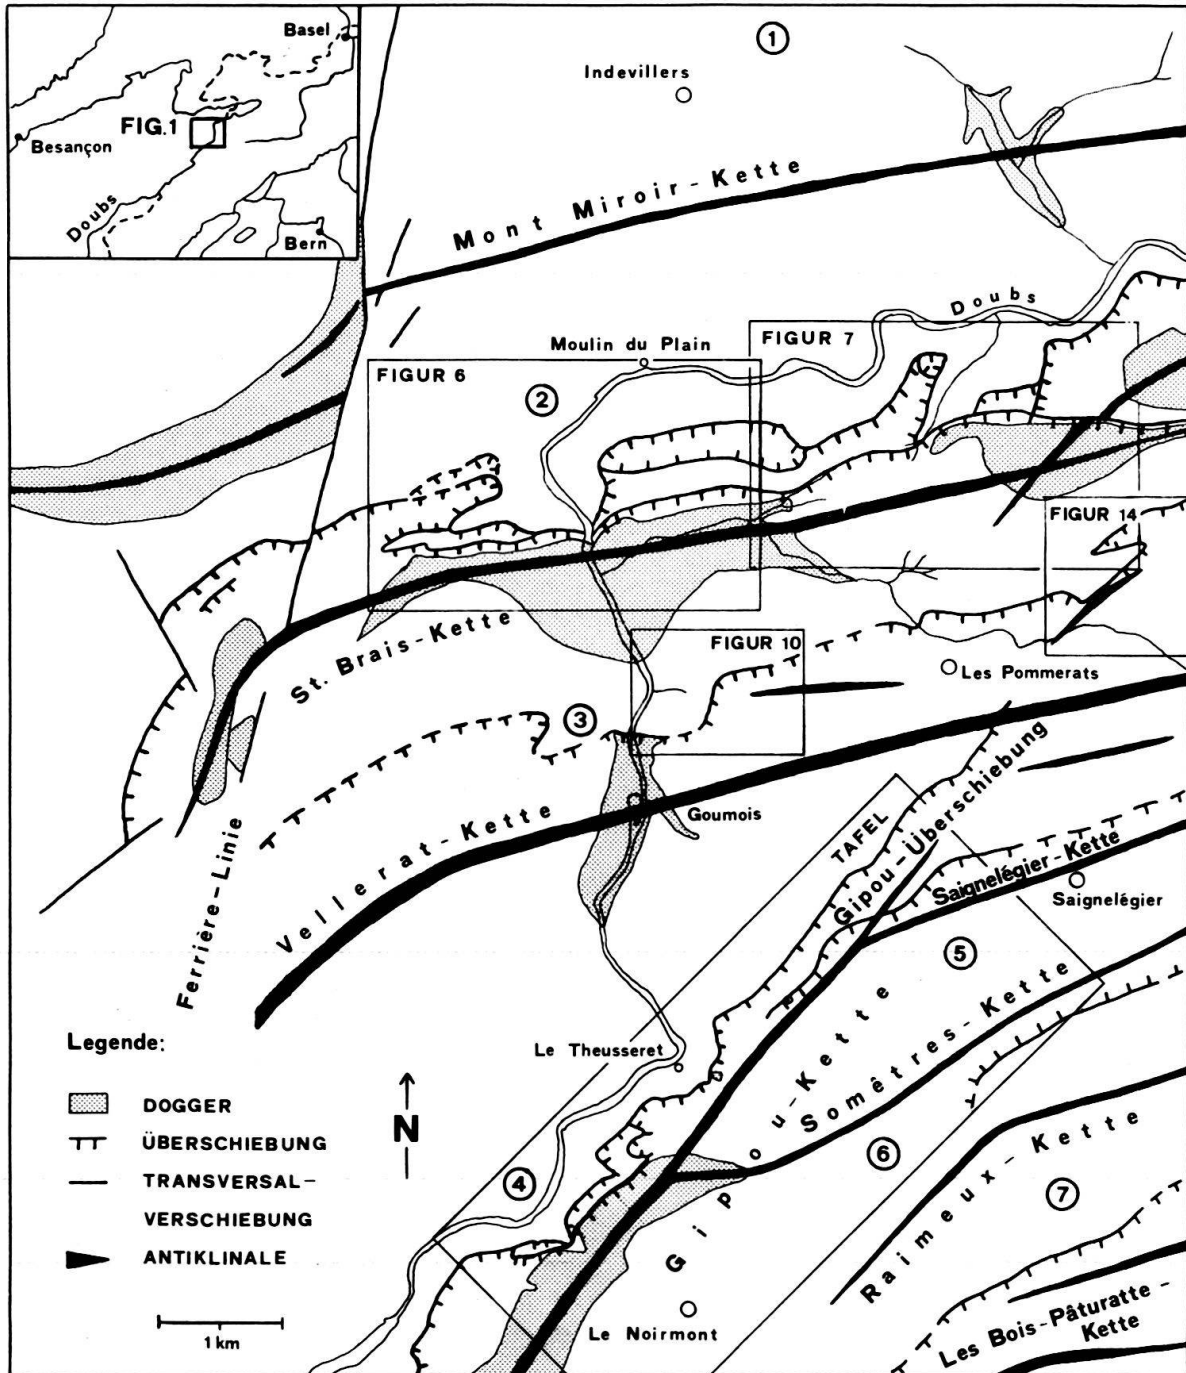 Basel
FIG.1
Besançon
Doubs
Bern
1
Indevillers
Mont Miroir-Kette
Doubs
Moulin du Plain
FIGUR 7
FIGUR 6
2
FIGUR 14
St. Brais-Kette
FIGUR 10
Les Pommerats
3
Goumois
Vellerat-Kette
Ferrière-Linie
TAFEL
Gipou-Überschiebung
Saignelégier-Kette
Saignelégier
5
Gipou-Kette
Somêtres-Kette
Le Theusseret
4
6
7
Raimeux-Kette
Le Noirmont
Les Bois-Pâturatte-
Kette
Legende:
DOGGER
ÜBERSCHIEBUNG
TRANSVERSAL-
VERSCHIEBUNG
ANTIKLINALE
N
1 km